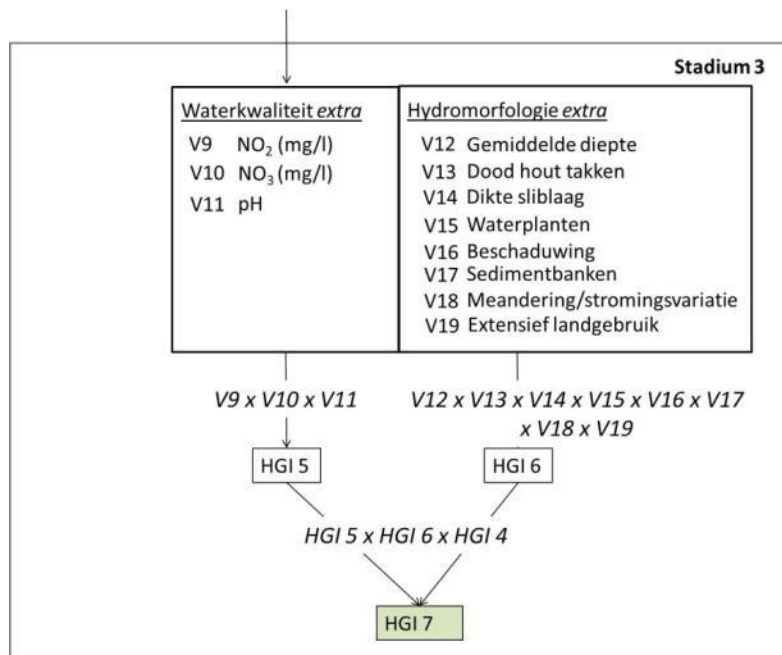 Stadium 3
Waterkwaliteit extra
V9 NO₂ (mg/l)
V10 NO₃ (mg/l)
V11 pH
Hydromorfologie extra
V12 Gemiddelde diepte
V13 Dood hout takken
V14 Dikte sliblaag
V15 Waterplanten
V16 Beschaduwing
V17 Sedimentbanken
V18 Meandering/stromingsvariatie
V19 Extensief landgebruik
V9 x V10 x V11
V12 x V13 x V14 x V15 x V16 x V17
x V18 x V19
HGI 5
HGI 6
HGI 5 x HGI 6 x HGI 4
HGI 7